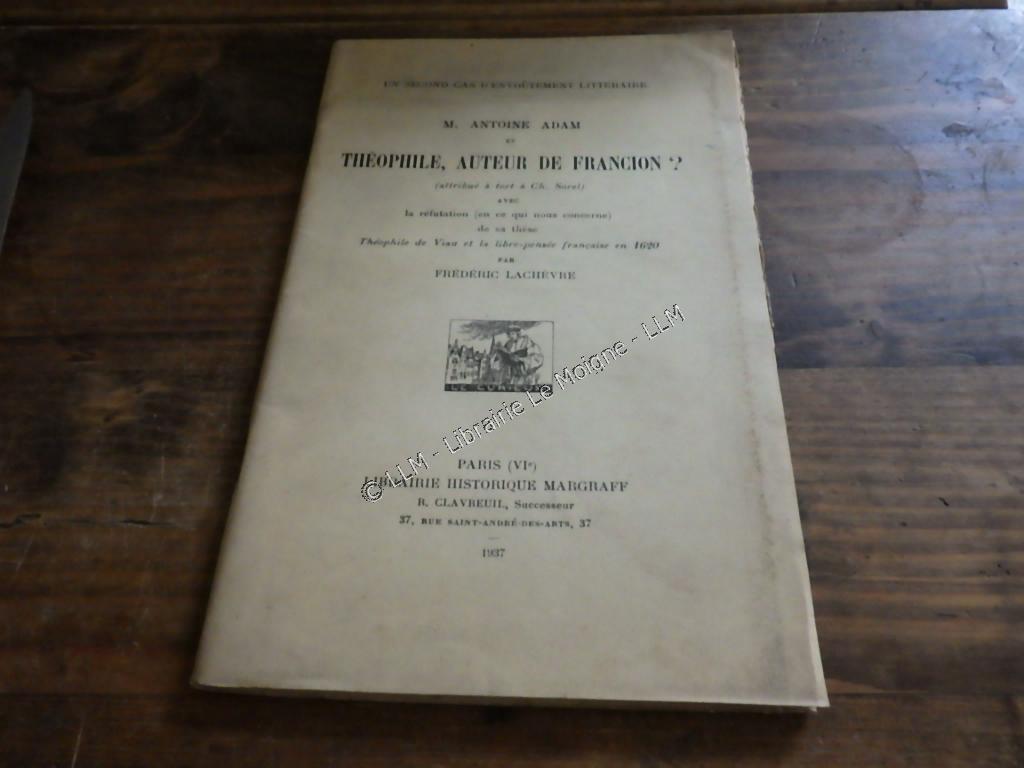 UN SECOND CAS D'ENVOÛTEMENT LITTÉRAIRE
M. ANTOINE ADAM
ET
THÉOPHILE, AUTEUR DE FRANCION ?
(attribué à tort à Ch. Sorel)
AVEC
la réfutation (en ce qui nous concerne)
de sa thèse
Théophile de Viau et la libre-pensée française en 1620
PAR
FRÉDÉRIC LACHÈVRE
LE CURIEUX
© LLM - Librairie Le Moigne - LLM
PARIS (VIe)
LIBRAIRIE HISTORIQUE MARGRAFF
R. CLAVREUIL, Successeur
37, RUE SAINT-ANDRÉ-DES-ARTS, 37
1937